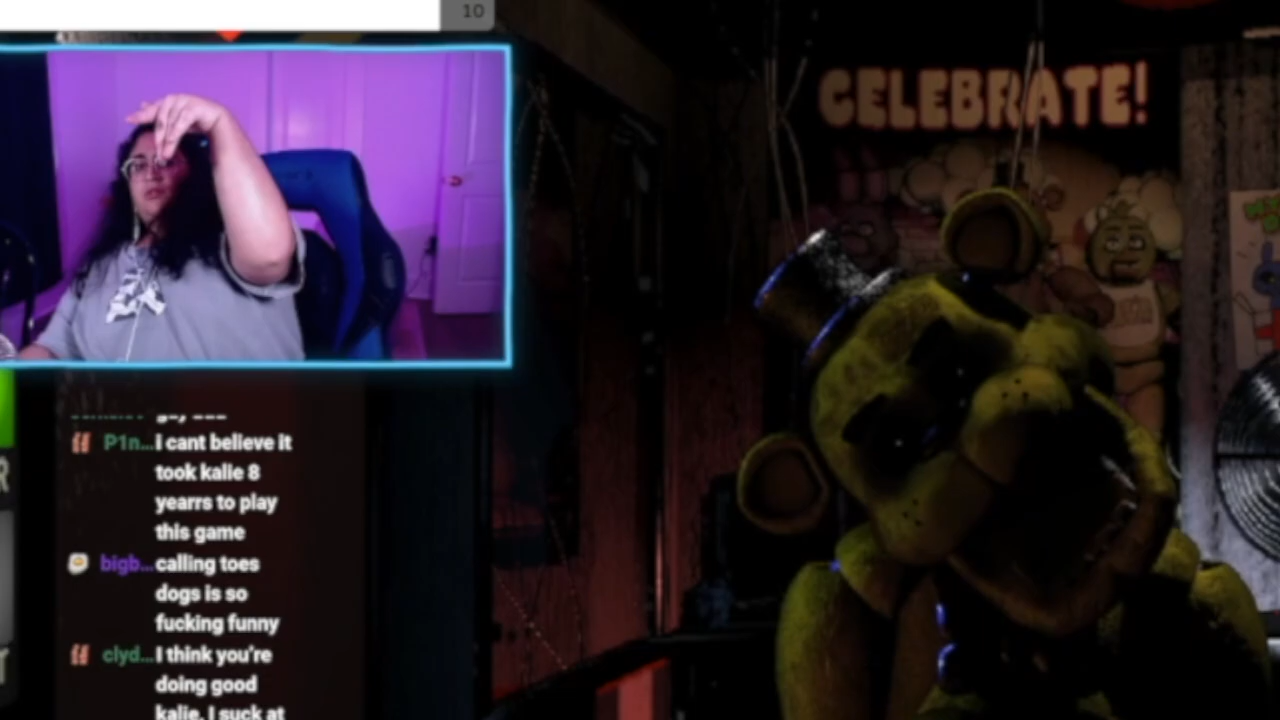 10
CELEBRATE!
P1n... i cant believe it
took kalie 8
yearrs to play
this game
bigb... calling toes
dogs is so
fucking funny
clyd... I think you're
doing good
kalie. I suck at